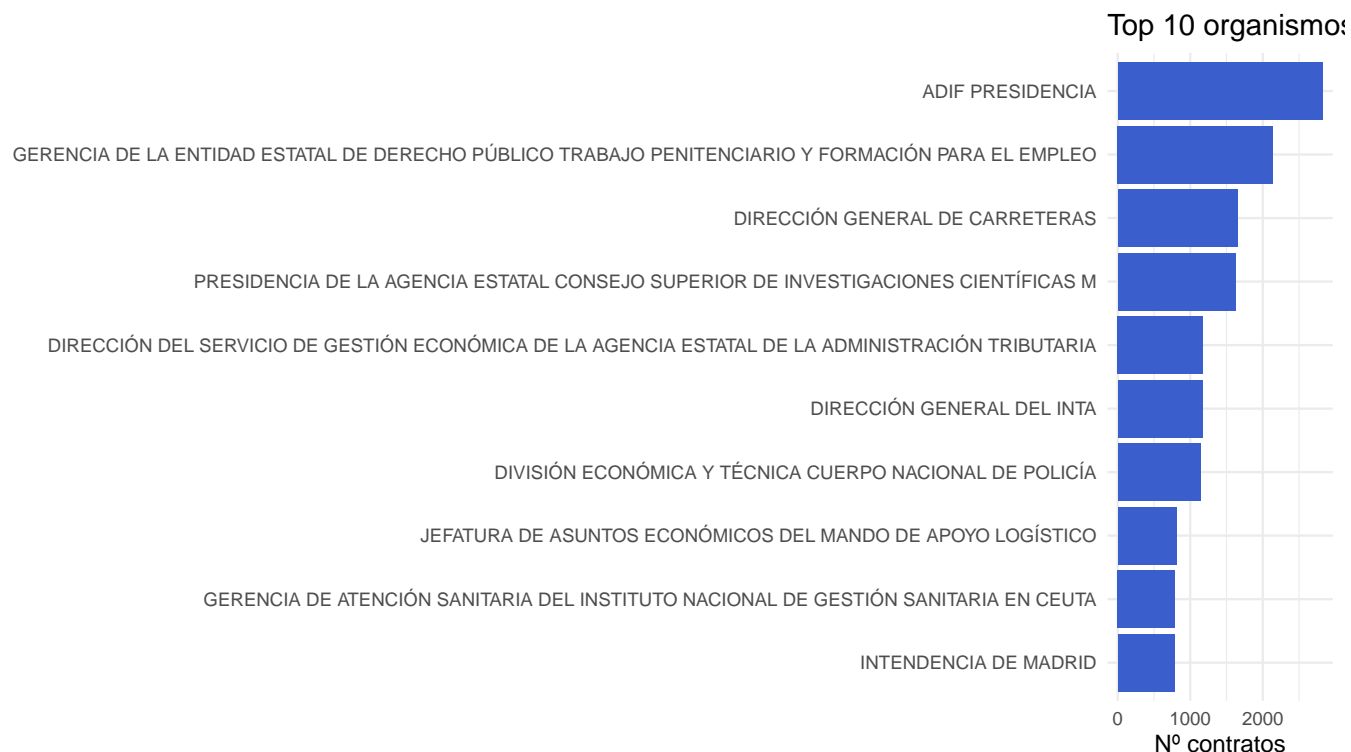 Top 10 organismos
ADIF PRESIDENCIA
GERENCIA DE LA ENTIDAD ESTATAL DE DERECHO PÚBLICO TRABAJO PENITENCIARIO Y FORMACIÓN PARA EL EMPLEO
DIRECCIÓN GENERAL DE CARRETERAS
PRESIDENCIA DE LA AGENCIA ESTATAL CONSEJO SUPERIOR DE INVESTIGACIONES CIENTÍFICAS M
DIRECCIÓN DEL SERVICIO DE GESTIÓN ECONÓMICA DE LA AGENCIA ESTATAL DE LA ADMINISTRACIÓN TRIBUTARIA
DIRECCIÓN GENERAL DEL INTA
DIVISIÓN ECONÓMICA Y TÉCNICA CUERPO NACIONAL DE POLICÍA
JEFATURA DE ASUNTOS ECONÓMICOS DEL MANDO DE APOYO LOGÍSTICO
GERENCIA DE ATENCIÓN SANITARIA DEL INSTITUTO NACIONAL DE GESTIÓN SANITARIA EN CEUTA
INTENDENCIA DE MADRID
0 1000 2000
Nº contratos